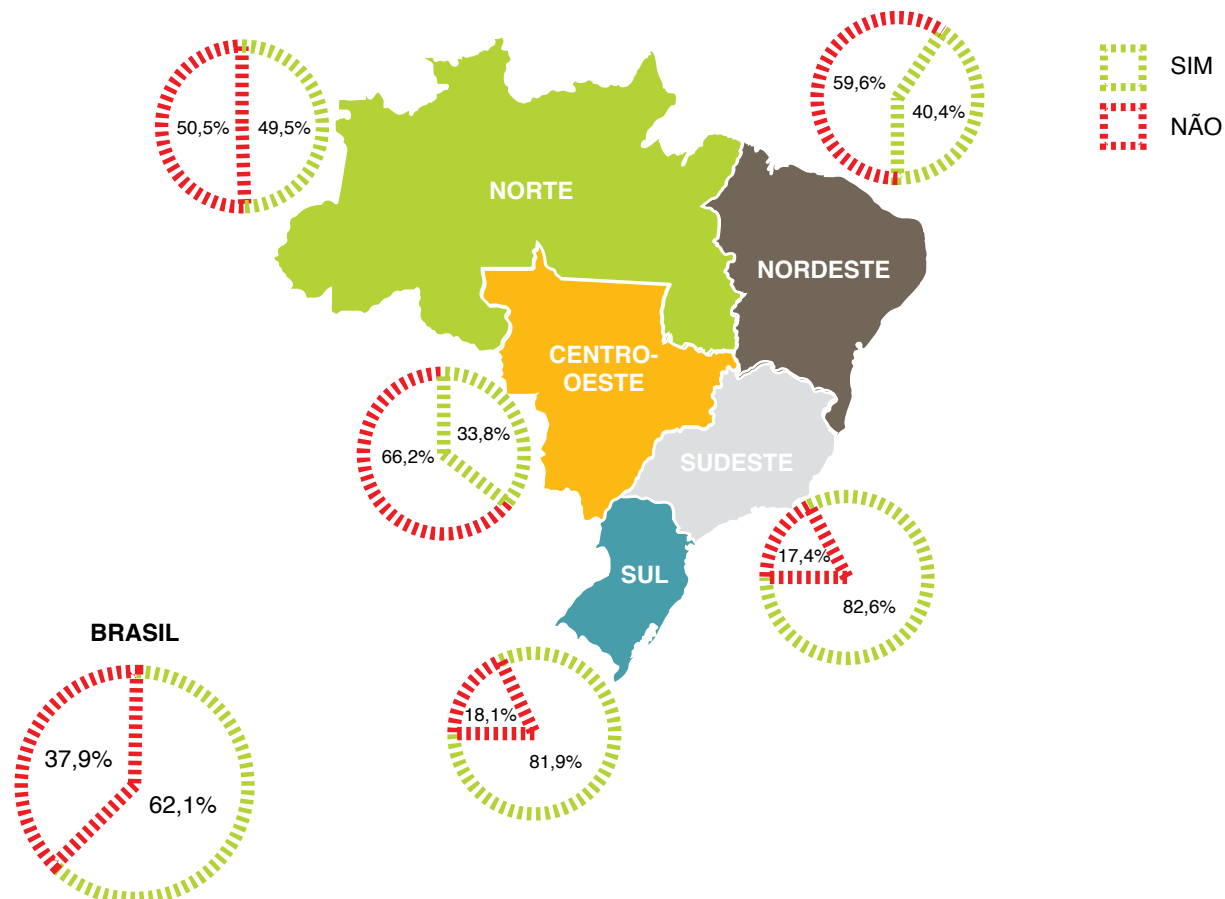 59,6%
40,4%
SIM
NÃO
50,5%
49,5%
NORTE
NORDESTE
CENTRO-
OESTE
33,8%
66,2%
SUDESTE
17,4%
82,6%
SUL
BRASIL
37,9%
62,1%
18,1%
81,9%